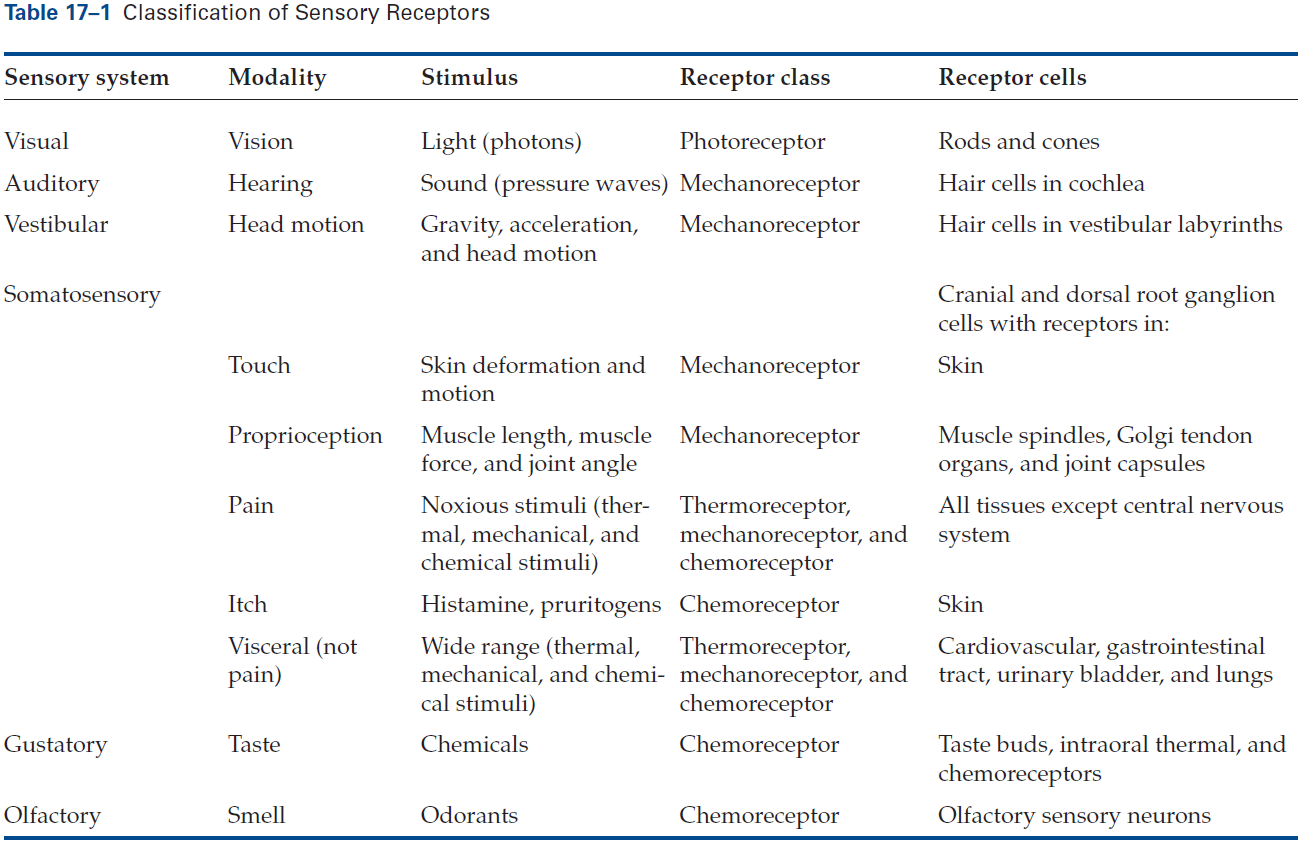 Table 17–1 Classification of Sensory Receptors
Sensory system Modality Stimulus Receptor class Receptor cells
Visual Vision Light (photons) Photoreceptor Rods and cones
Auditory Hearing Sound (pressure waves) Mechanoreceptor Hair cells in cochlea
Vestibular Head motion Gravity, acceleration, Mechanoreceptor Hair cells in vestibular labyrinths
and head motion
Somatosensory Cranial and dorsal root ganglion
cells with receptors in:
Touch Skin deformation and Mechanoreceptor Skin
motion
Proprioception Muscle length, muscle Mechanoreceptor Muscle spindles, Golgi tendon
force, and joint angle organs, and joint capsules
Pain Noxious stimuli (ther- Thermoreceptor, All tissues except central nervous
mal, mechanical, and mechanoreceptor, and system
chemical stimuli) chemoreceptor
Itch Histamine, pruritogens Chemoreceptor Skin
Visceral (not Wide range (thermal, Thermoreceptor, Cardiovascular, gastrointestinal
pain) mechanical, and chemi- mechanoreceptor, and tract, urinary bladder, and lungs
cal stimuli) chemoreceptor
Gustatory Taste Chemicals Chemoreceptor Taste buds, intraoral thermal, and
chemoreceptors
Olfactory Smell Odorants Chemoreceptor Olfactory sensory neurons